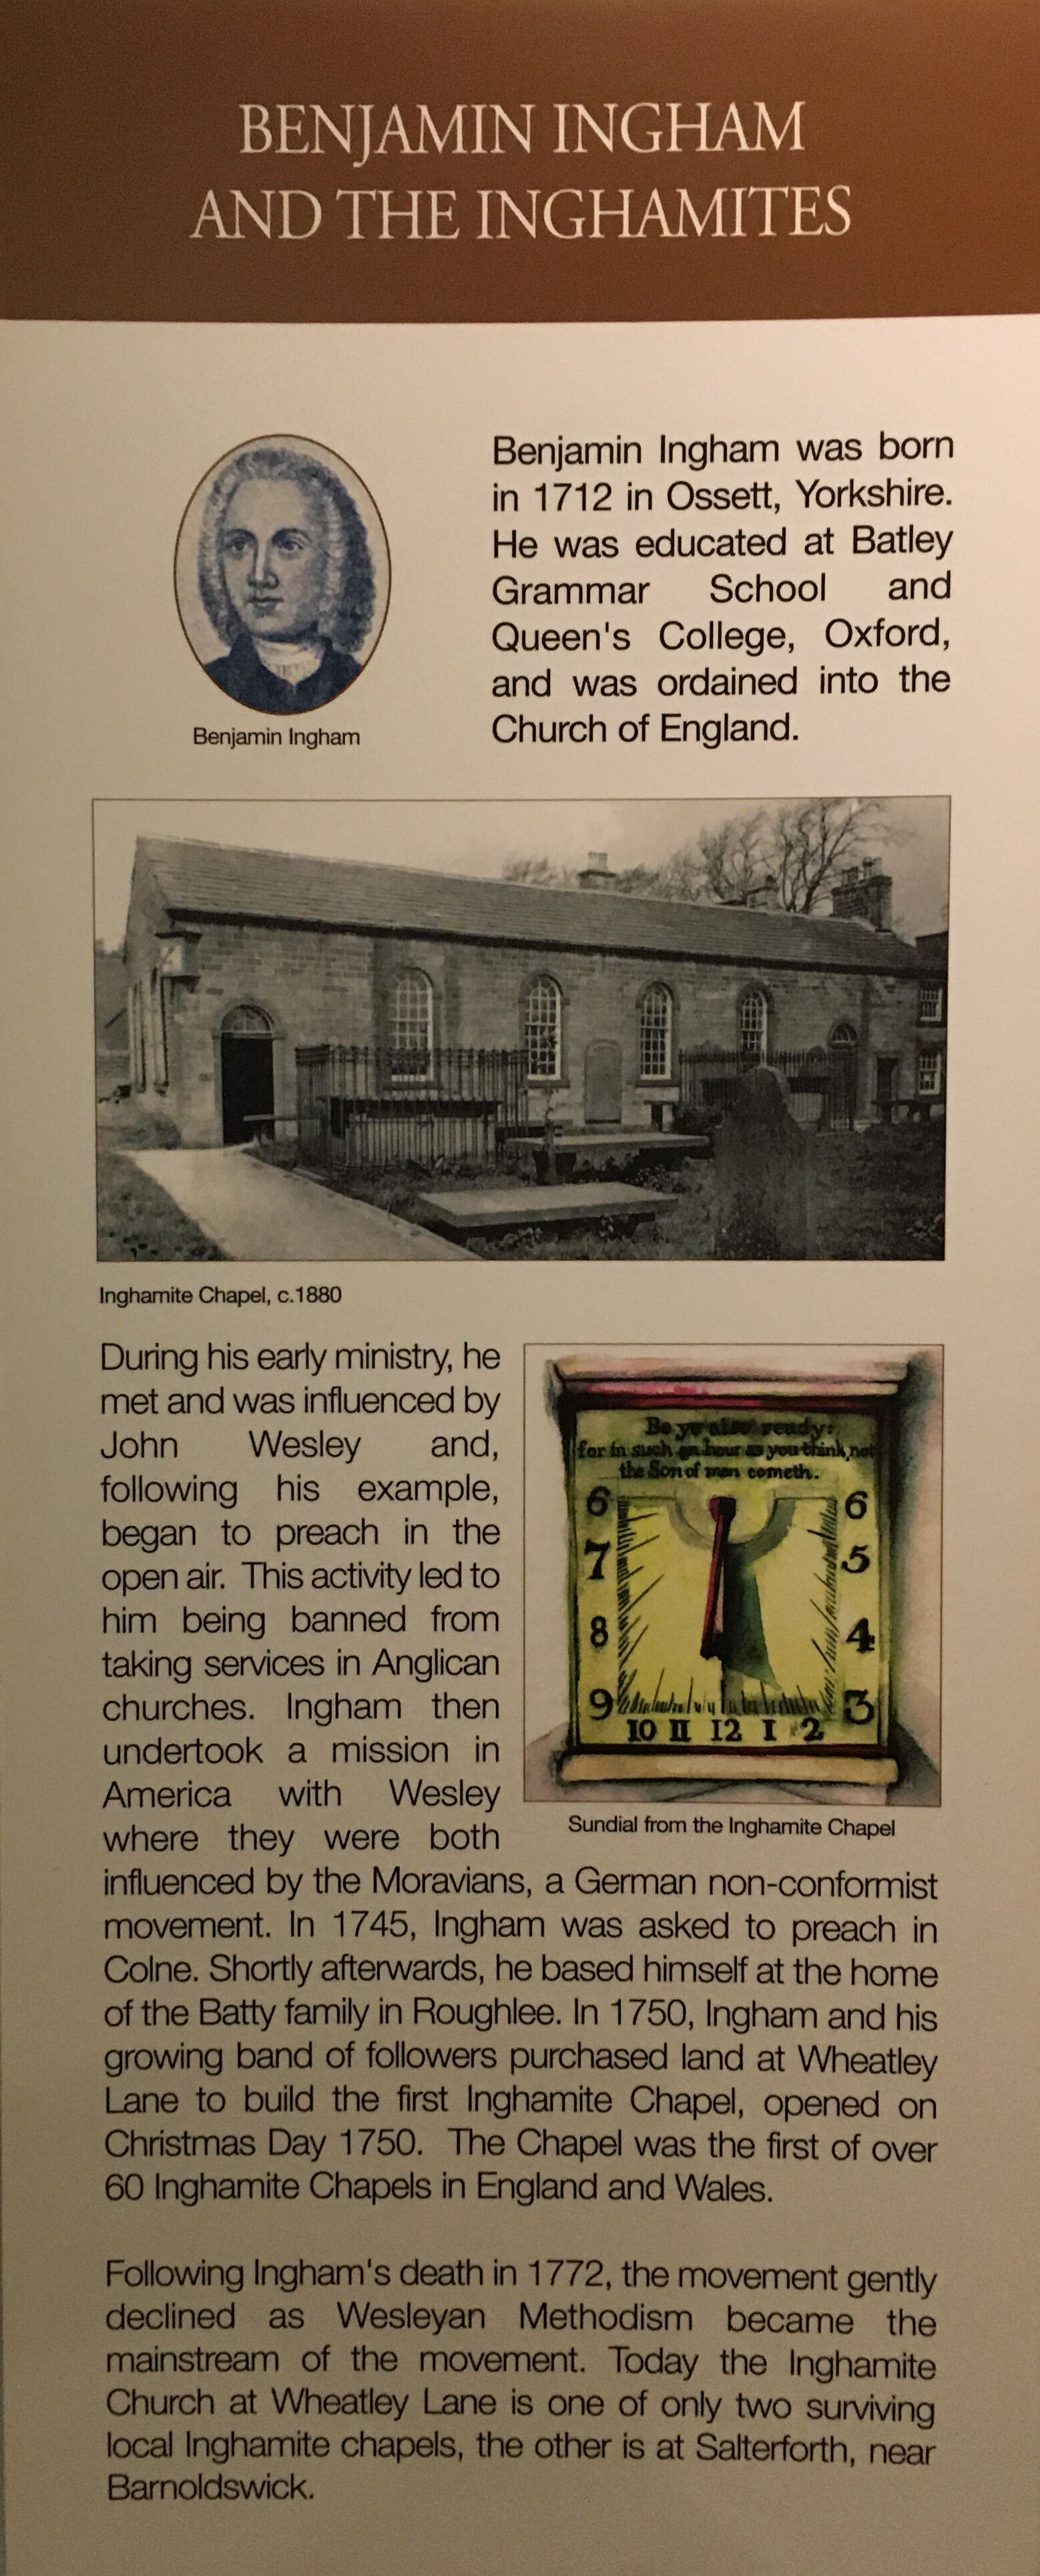 BENJAMIN INGHAM
AND THE INGHAMITES
Benjamin Ingham was born
in 1712 in Ossett, Yorkshire.
He was educated at Batley
Grammar School and
Queen's College, Oxford,
and was ordained into the
Church of England.
Benjamin Ingham
Inghamite Chapel, c.1880
During his early ministry, he
met and was influenced by
John Wesley and,
following his example,
began to preach in the
open air. This activity led to
him being banned from
taking services in Anglican
churches. Ingham then
undertook a mission in
America with Wesley
where they were both
influenced by the Moravians, a German non-conformist
movement. In 1745, Ingham was asked to preach in
Colne. Shortly afterwards, he based himself at the home
of the Batty family in Roughlee. In 1750, Ingham and his
growing band of followers purchased land at Wheatley
Lane to build the first Inghamite Chapel, opened on
Christmas Day 1750. The Chapel was the first of over
60 Inghamite Chapels in England and Wales.
Be ye also ready:
for in such an hour as you think not
the Son of man cometh.
6 6
7 5
8 4
9 3
10 II 12 I 2
Sundial from the Inghamite Chapel
Following Ingham's death in 1772, the movement gently
declined as Wesleyan Methodism became the
mainstream of the movement. Today the Inghamite
Church at Wheatley Lane is one of only two surviving
local Inghamite chapels, the other is at Salterforth, near
Barnoldswick.